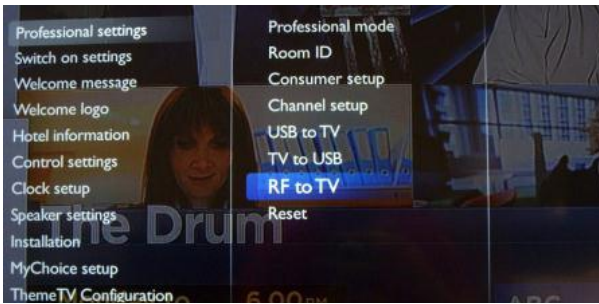 Professional settings
Switch on settings
Welcome message
Welcome logo
Hotel information
Control settings
Clock setup
Speaker settings
Installation
MyChoice setup
ThemeTV Configuration
Professional mode
Room ID
Consumer setup
Channel setup
USB to TV
TV to USB
RF to TV
Reset
The Drum
6.00PM
ABC